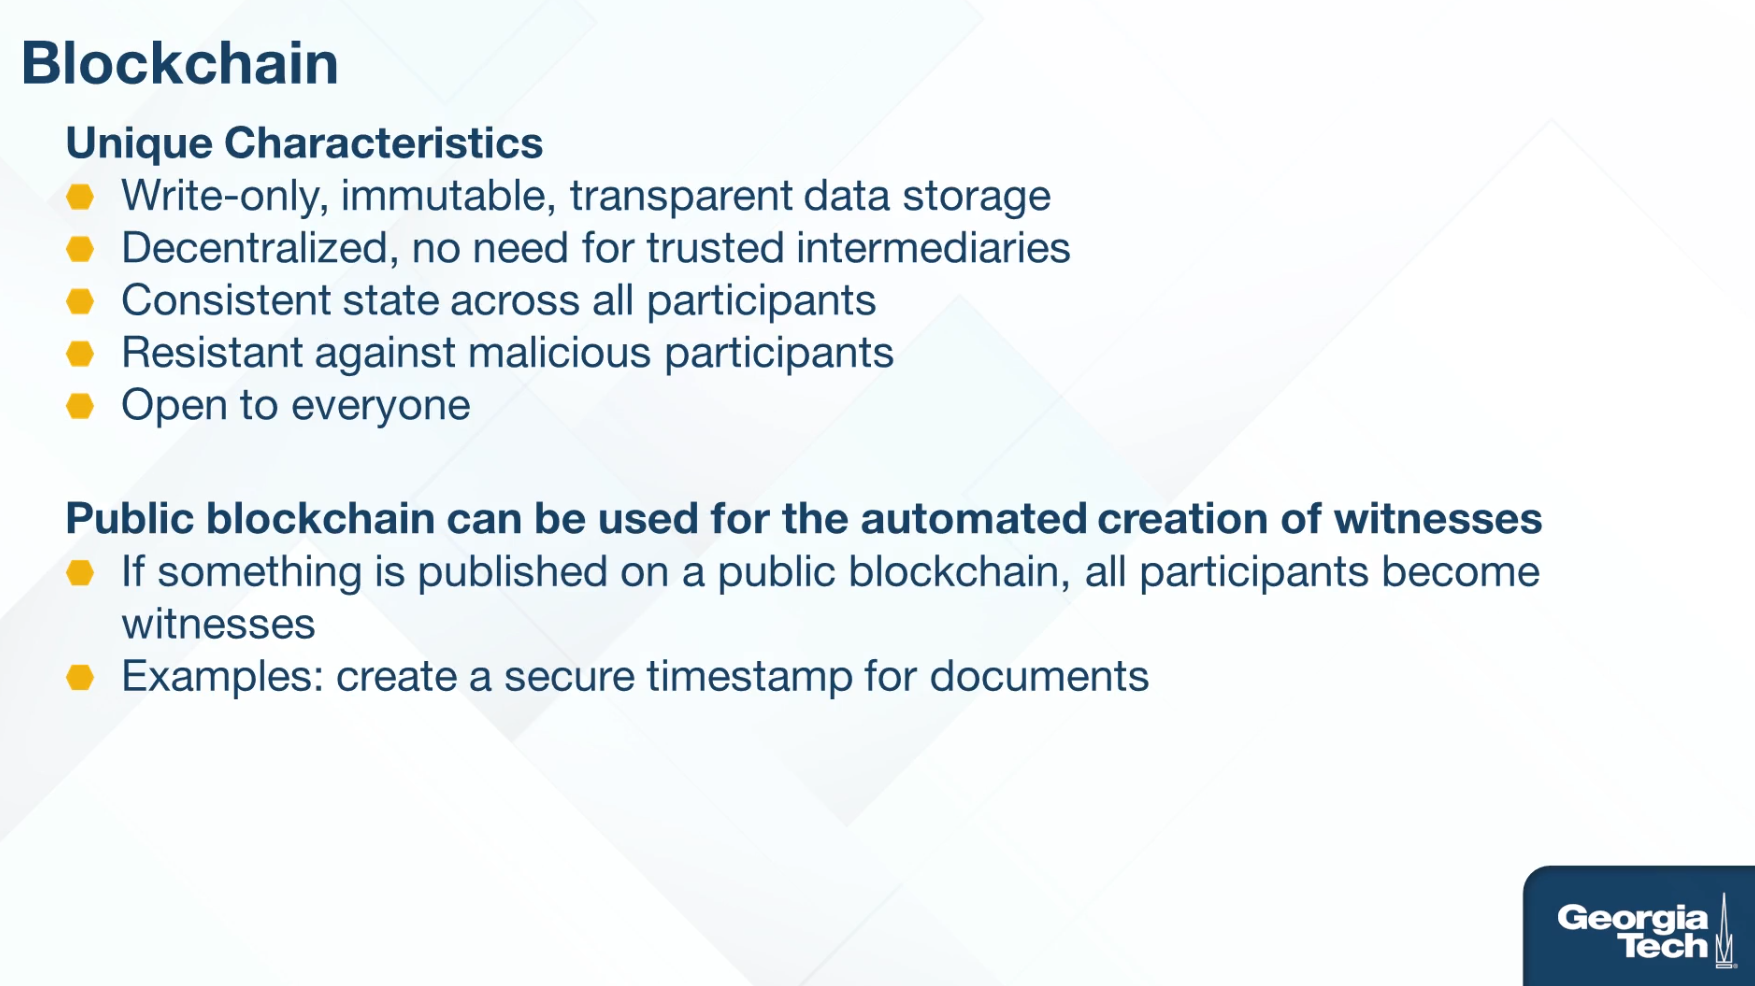 Blockchain
Unique Characteristics
Write-only, immutable, transparent data storage
Decentralized, no need for trusted intermediaries
Consistent state across all participants
Resistant against malicious participants
Open to everyone
Public blockchain can be used for the automated creation of witnesses
If something is published on a public blockchain, all participants become
witnesses
Examples: create a secure timestamp for documents
Georgia
Tech